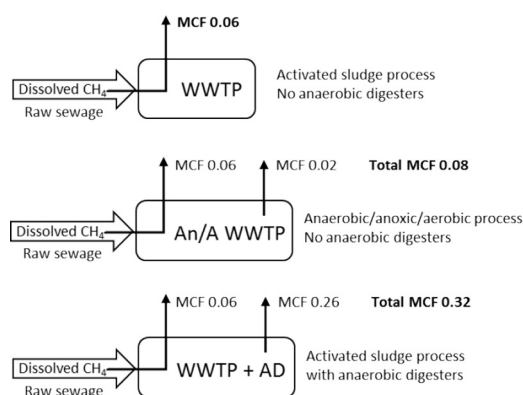 MCF 0.06
Dissolved CH₄
Raw sewage
WWTP
Activated sludge process
No anaerobic digesters
MCF 0.06
MCF 0.02
Total MCF 0.08
Dissolved CH₄
Raw sewage
An/A WWTP
Anaerobic/anoxic/aerobic process
No anaerobic digesters
MCF 0.06
MCF 0.26
Total MCF 0.32
Dissolved CH₄
Raw sewage
WWTP + AD
Activated sludge process
with anaerobic digesters